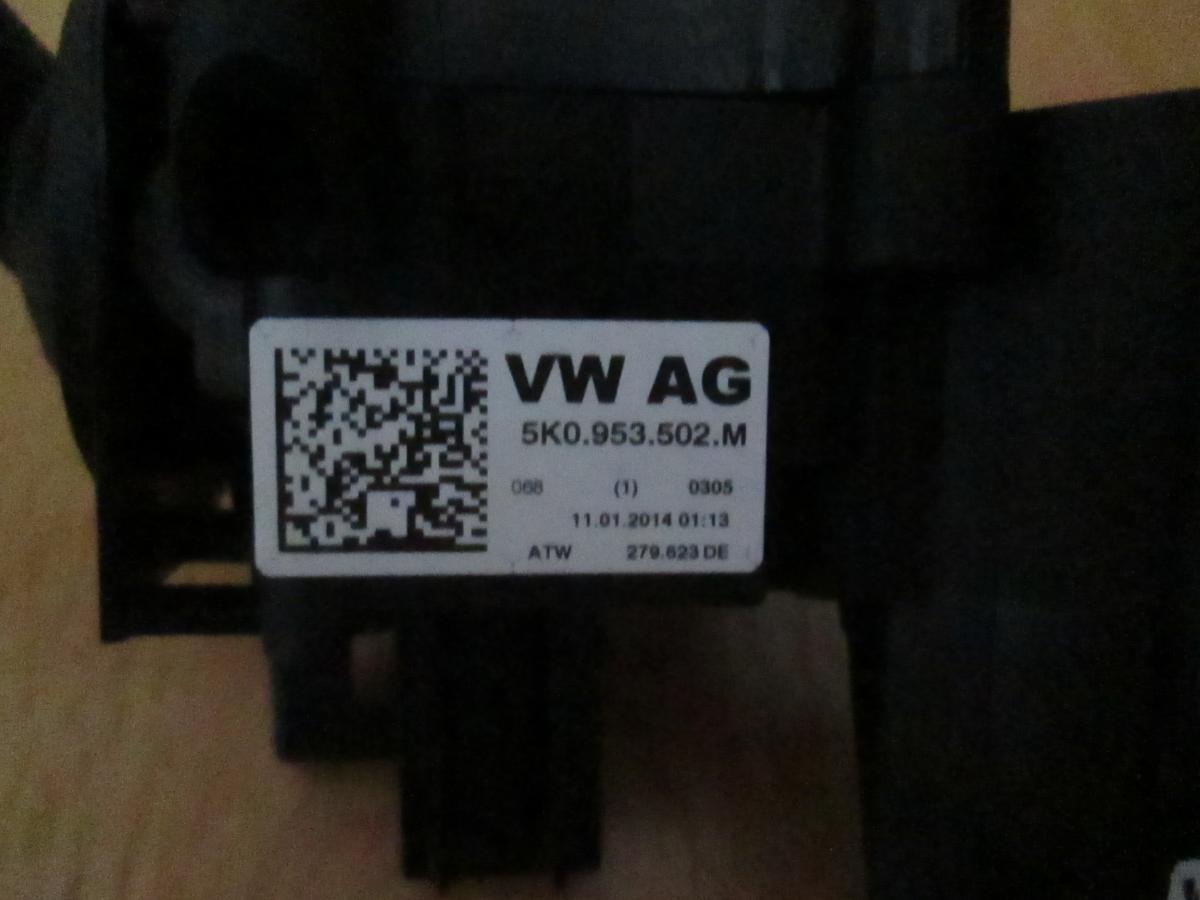 VW AG
5K0.953.502.M
068 (1) 0305
11.01.2014 01:13
ATW 279.623 DE